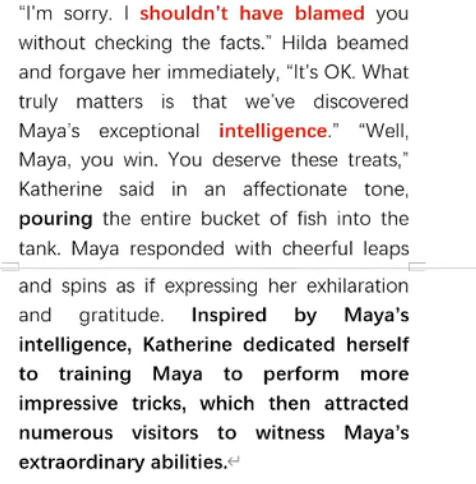 “I'm sorry. I shouldn't have blamed you
without checking the facts.” Hilda beamed
and forgave her immediately, “It's OK. What
truly matters is that we've discovered
Maya's exceptional intelligence.” “Well,
Maya, you win. You deserve these treats,”
Katherine said in an affectionate tone,
pouring the entire bucket of fish into the
tank. Maya responded with cheerful leaps
and spins as if expressing her exhilaration
and gratitude. Inspired by Maya's
intelligence, Katherine dedicated herself
to training Maya to perform more
impressive tricks, which then attracted
numerous visitors to witness Maya's
extraordinary abilities.↵